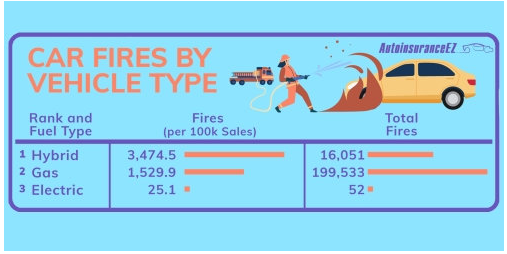 AutoinsuranceEZ
CAR FIRES BY
VEHICLE TYPE
Rank and
Fuel Type
Fires
(per 100k Sales)
Total
Fires
1 Hybrid 3,474.5 16,051
2 Gas 1,529.9 199,533
3 Electric 25.1 52